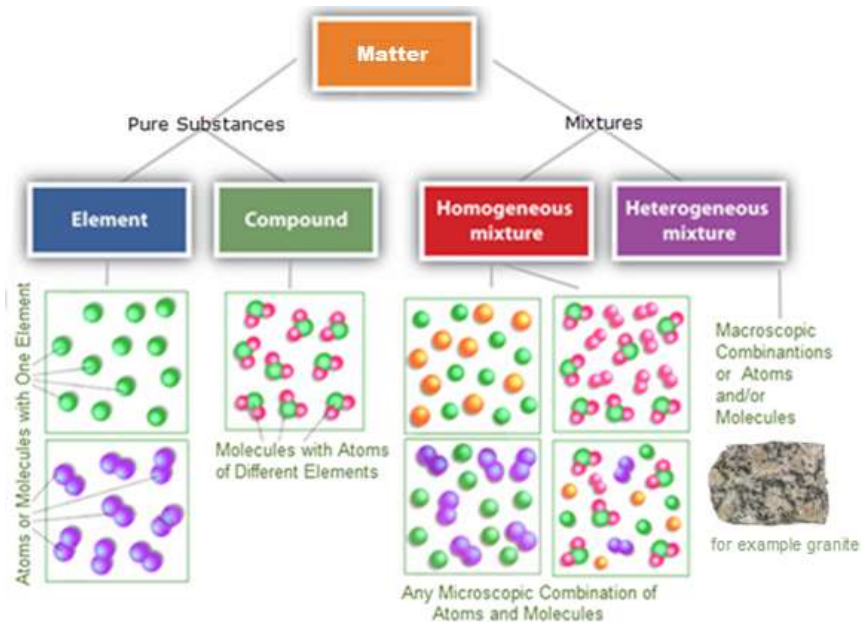 Matter
Pure Substances
Mixtures
Element
Compound
Homogeneous
mixture
Heterogeneous
mixture
Atoms or Molecules with One Element
Molecules with Atoms
of Different Elements
Any Microscopic Combination of
Atoms and Molecules
Macroscopic
Combinantions
or Atoms
and/or
Molecules
for example granite